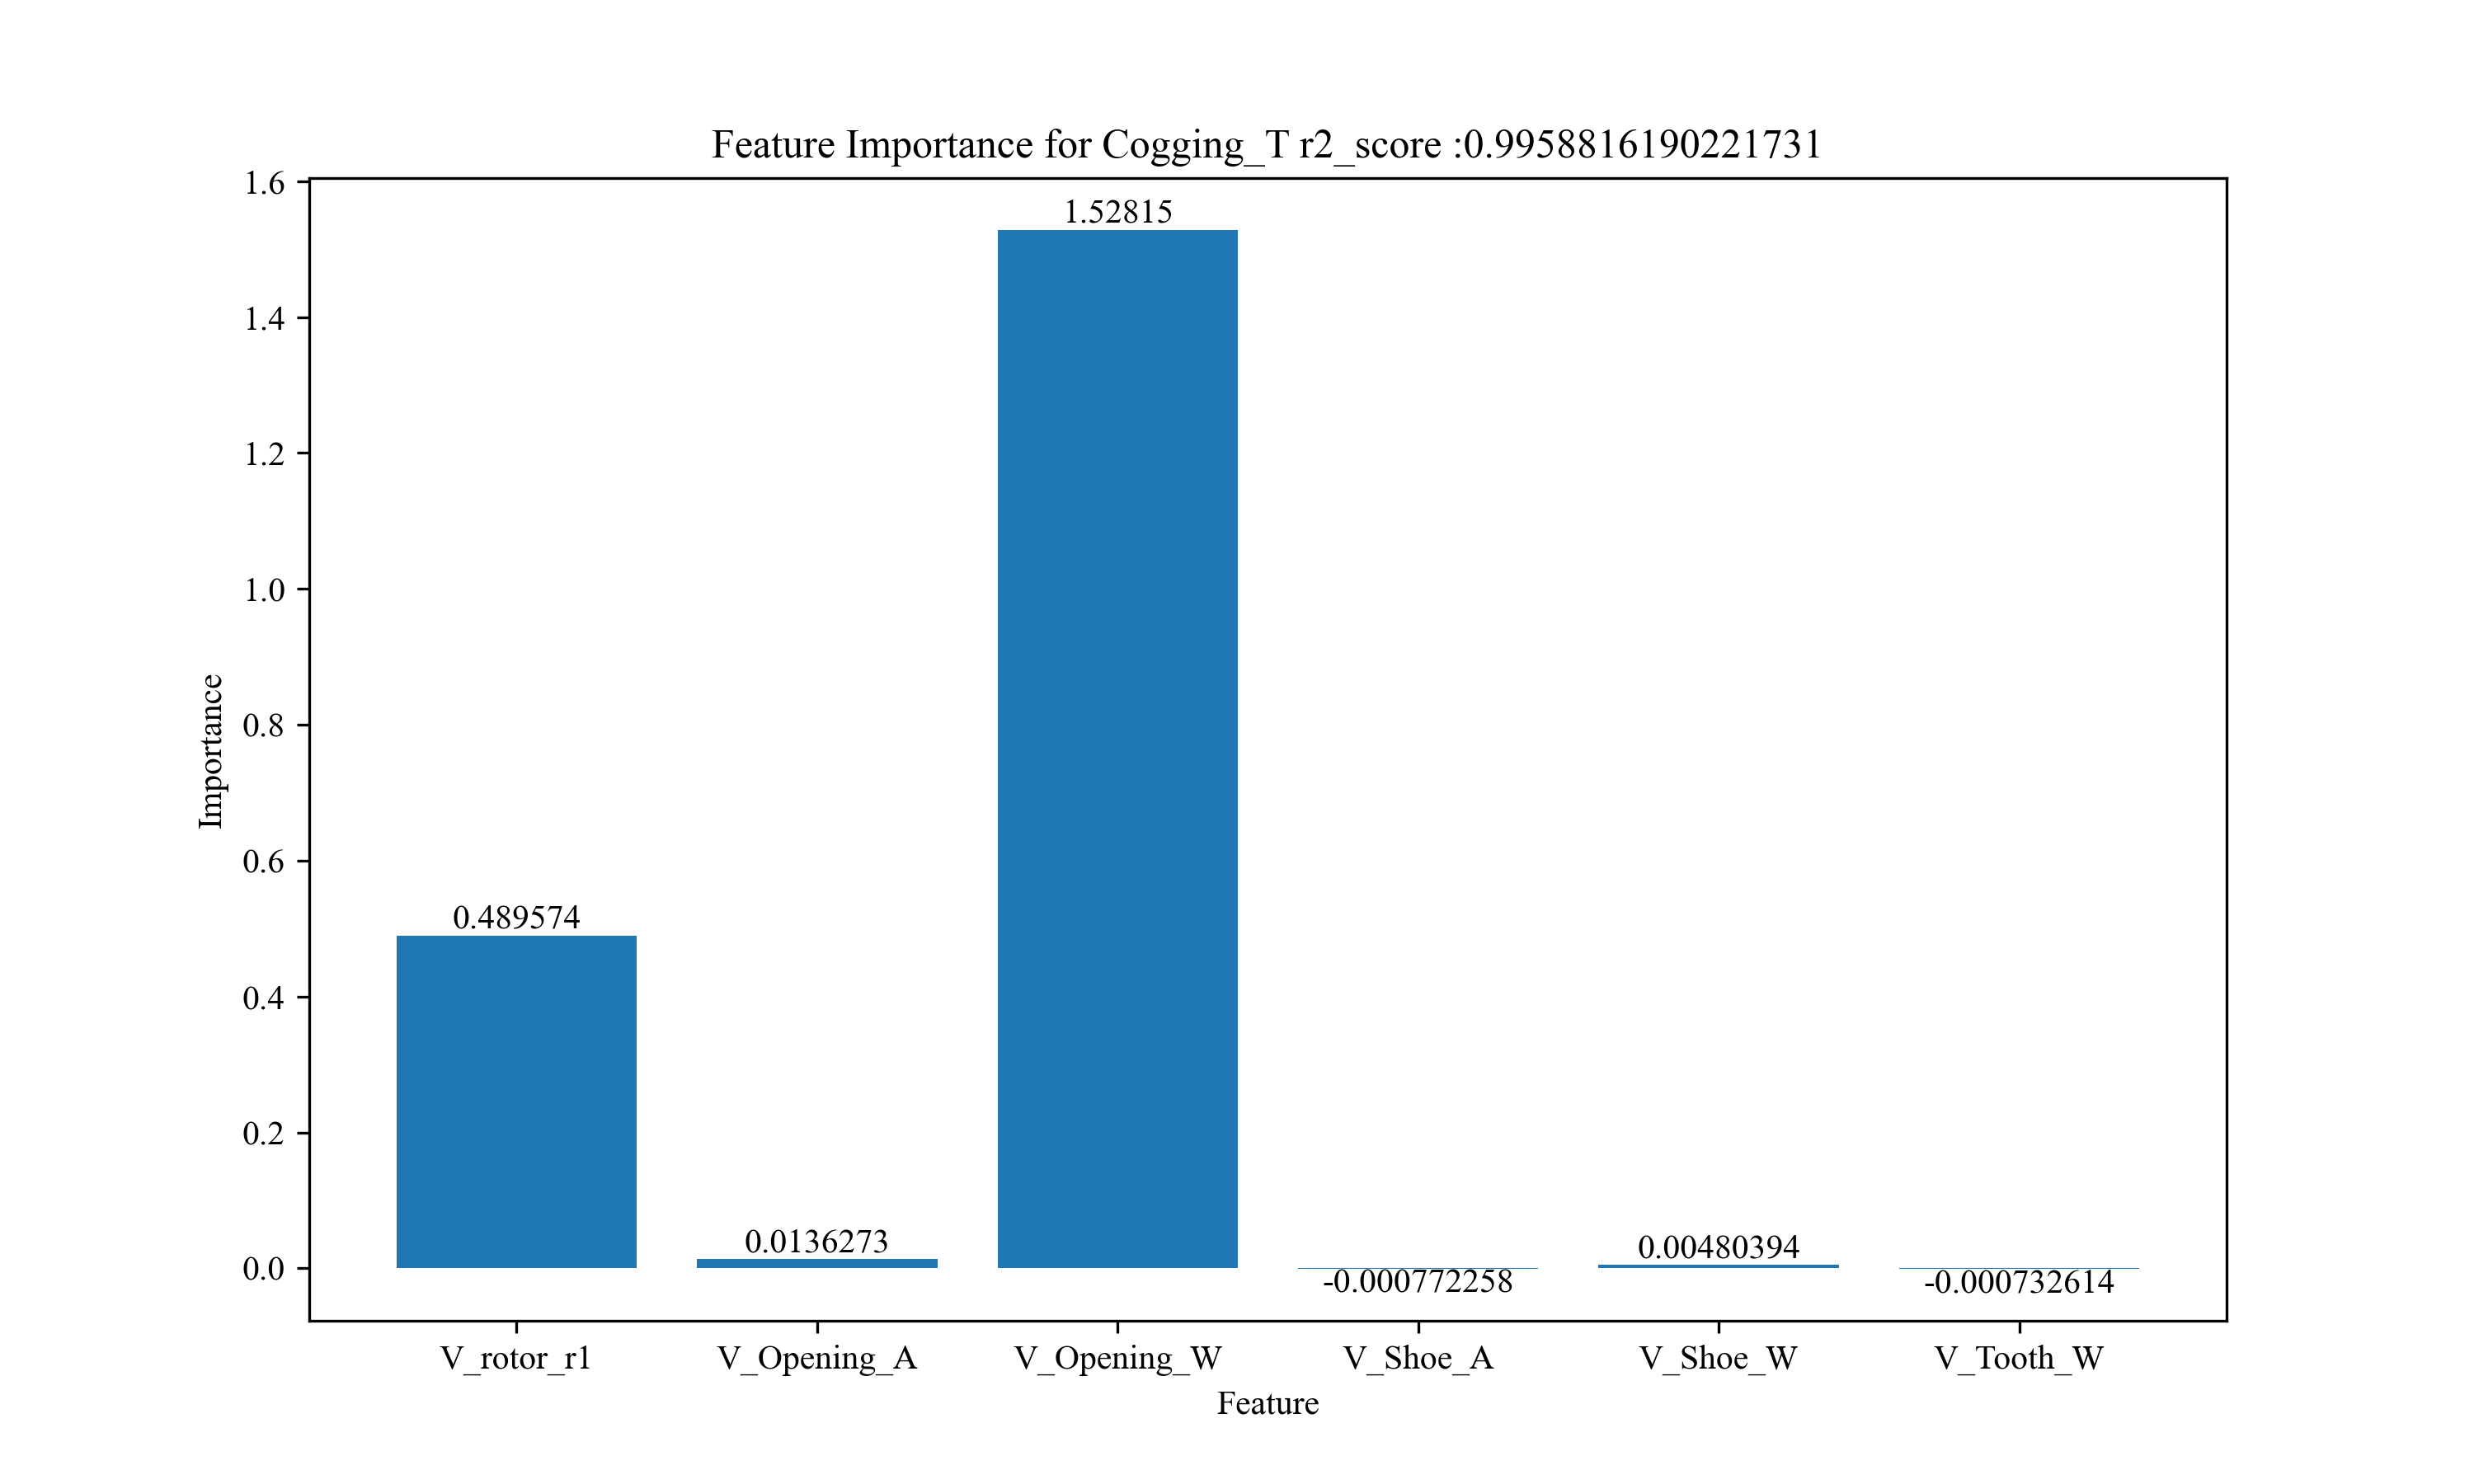 Feature Importance for Cogging_T r2_score :0.9958816190221731
1.6
1.4
1.2
1.0
0.8
0.6
0.4
0.2
0.0
Importance
0.489574
0.0136273
1.52815
-0.000772258
0.00480394
-0.000732614
V_rotor_r1
V_Opening_A
V_Opening_W
V_Shoe_A
V_Shoe_W
V_Tooth_W
Feature